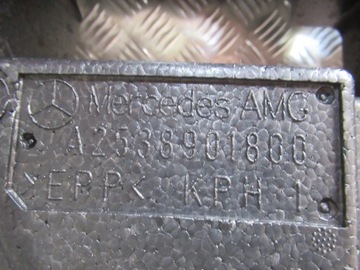 Mercedes AMG
A2538901800
>EPP< KPH 1